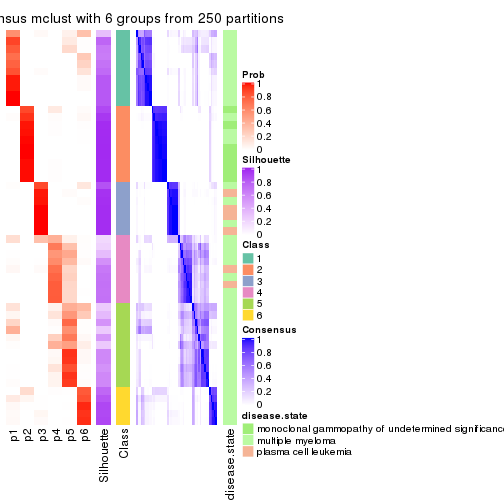 nsus mclust with 6 groups from 250 partitions
p1
p2
p3
p4
p5
p6
Silhouette
Class
disease.state
Prob
1
0.8
0.6
0.4
0.2
0
Silhouette
1
0.8
0.6
0.4
0.2
0
Class
1
2
3
4
5
6
Consensus
1
0.8
0.6
0.4
0.2
0
disease.state
monoclonal gammopathy of undetermined significance
multiple myeloma
plasma cell leukemia